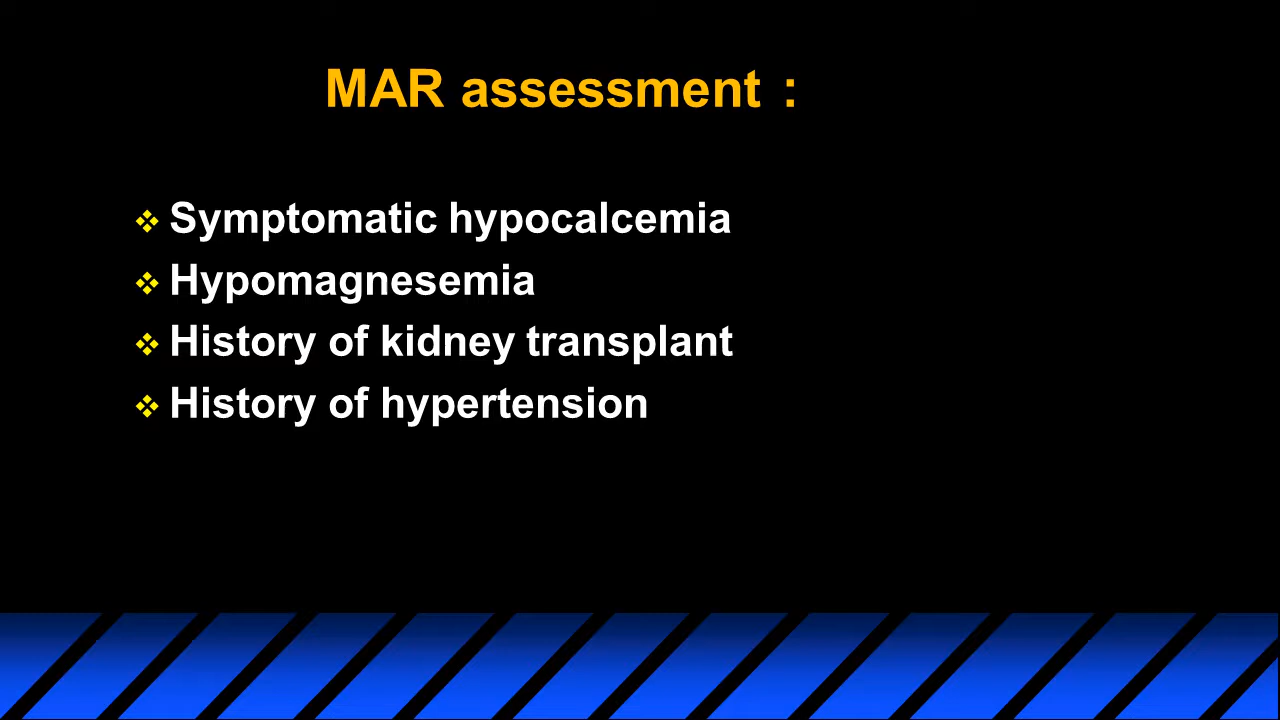 MAR assessment :
❖ Symptomatic hypocalcemia
❖ Hypomagnesemia
❖ History of kidney transplant
❖ History of hypertension